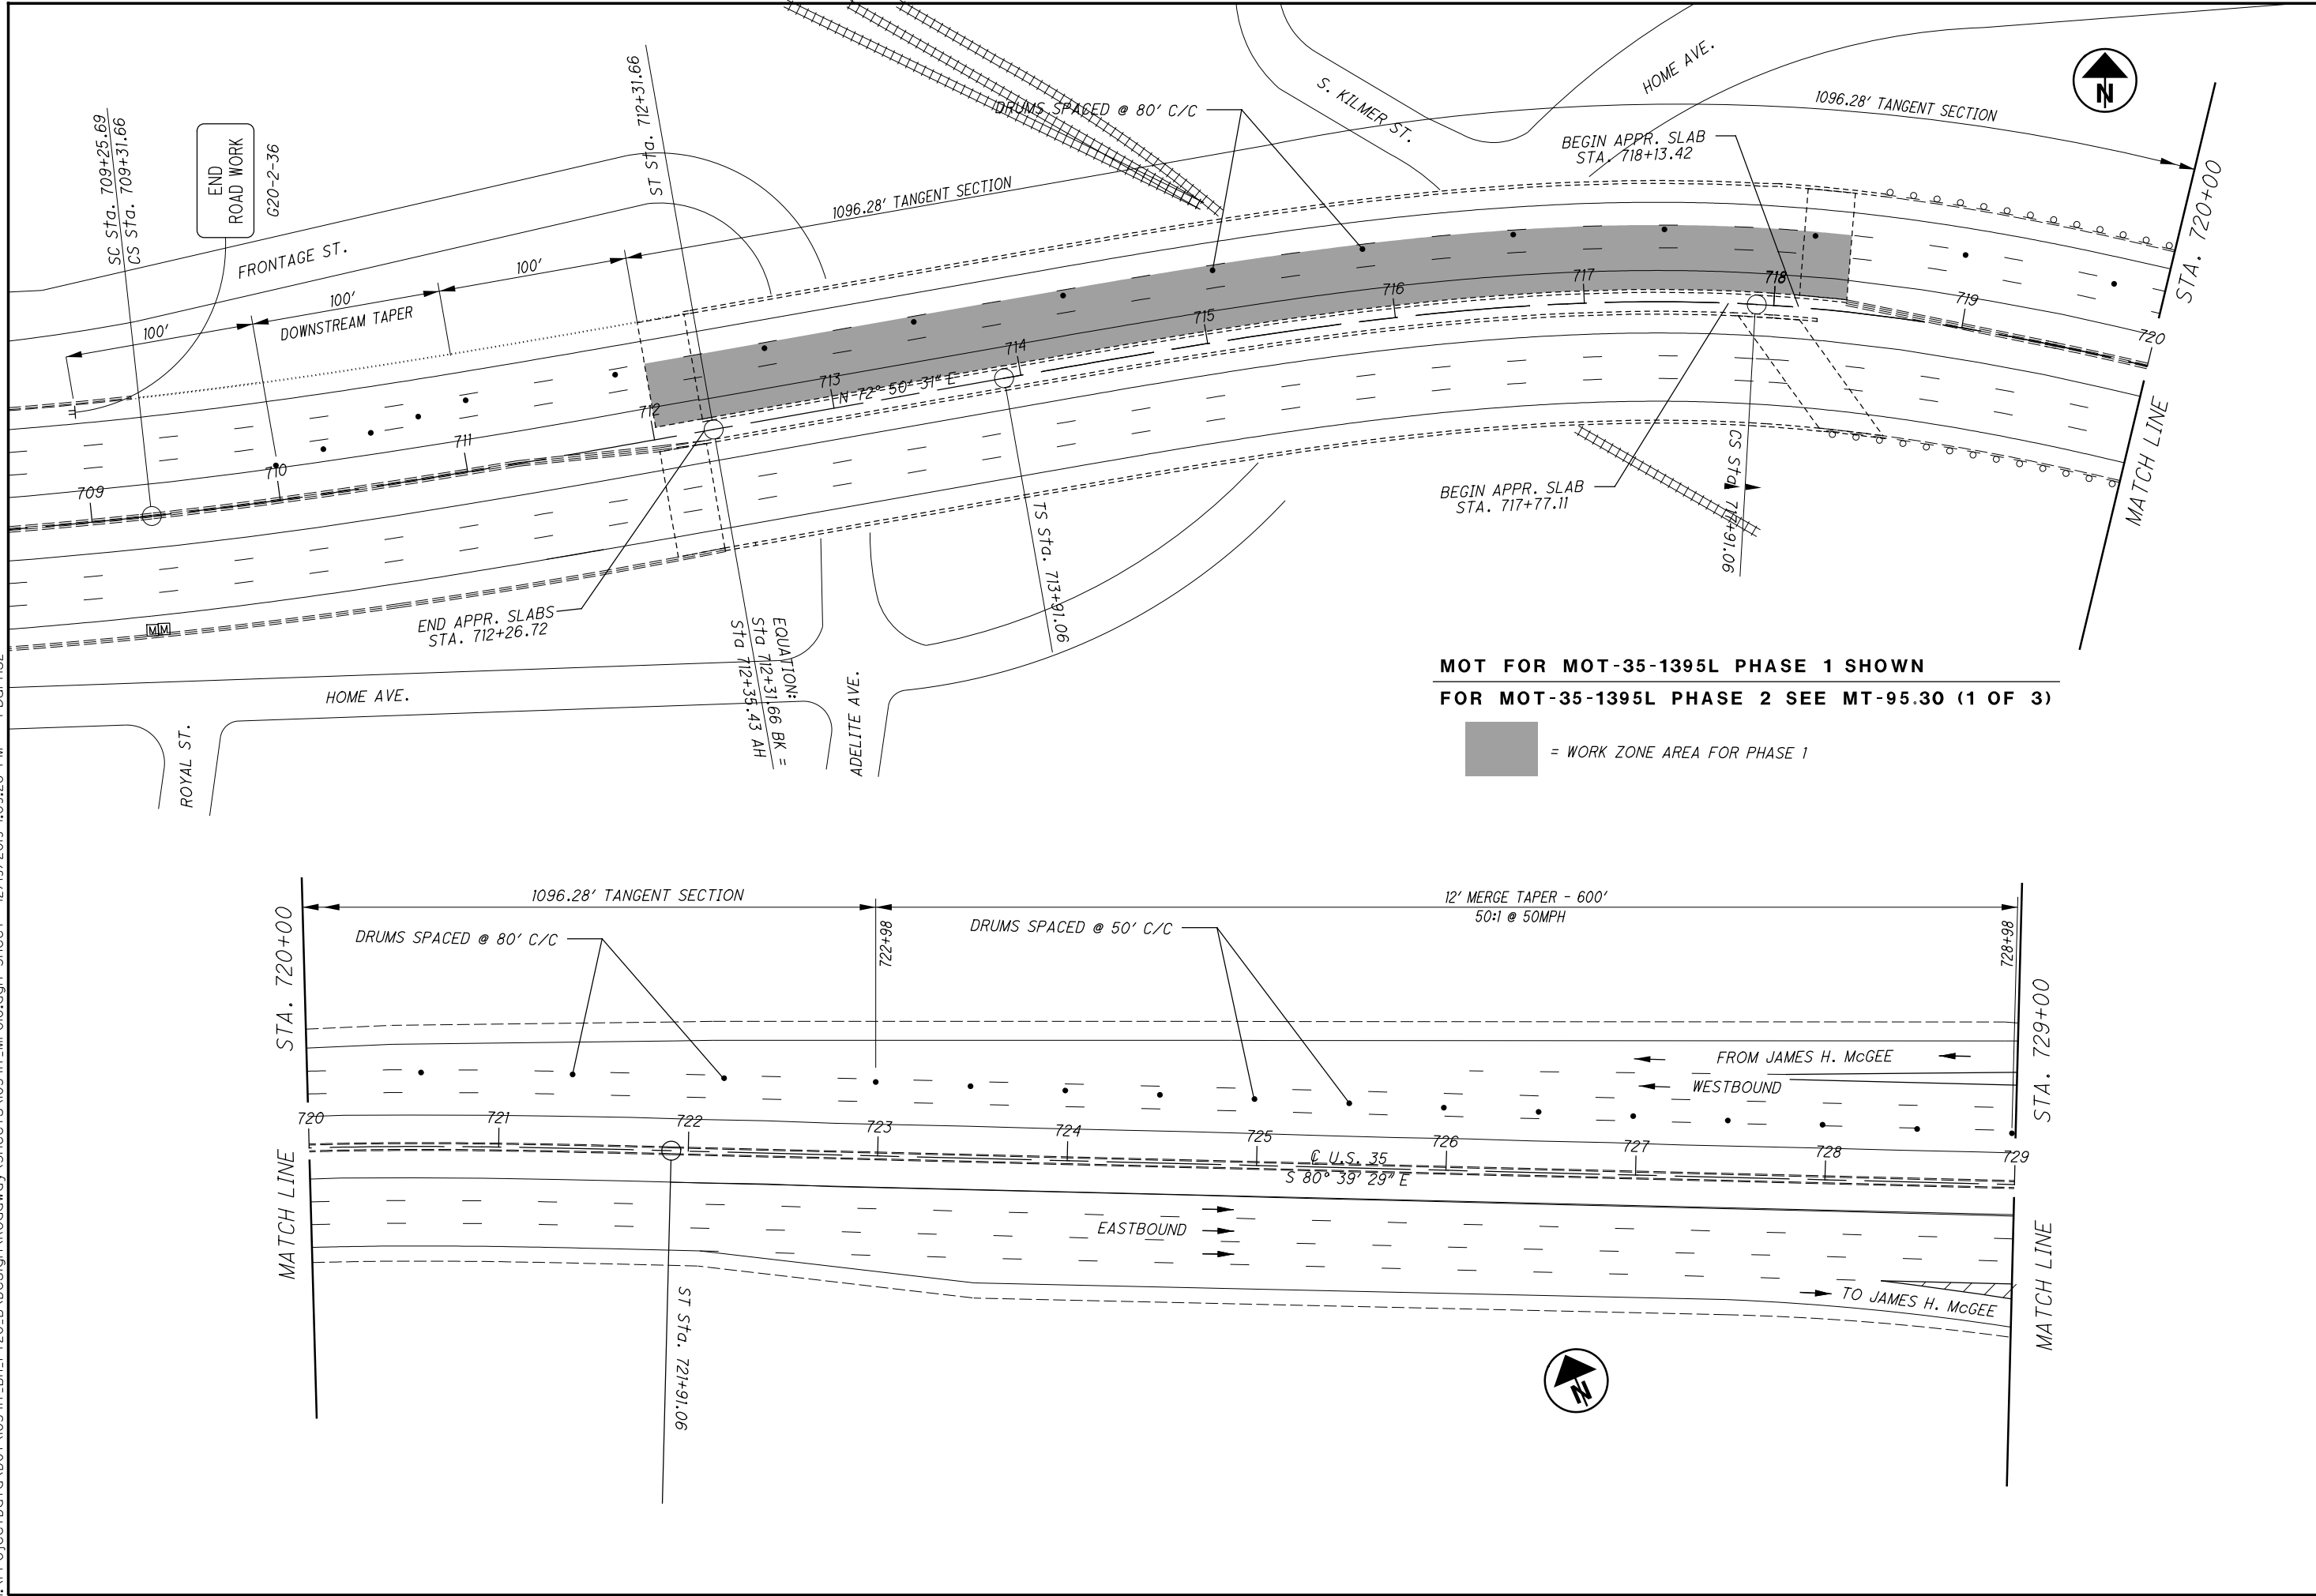 SC Sta. 709+25.69
CS Sta. 709+31.66
END
ROAD WORK
G20-2-36
FRONTAGE ST.
100'
100'
DOWNSTREAM TAPER
100'
ST Sta. 712+31.66
1096.28' TANGENT SECTION
DRUMS SPACED @ 80' C/C
S. KILMER ST.
HOME AVE.
BEGIN APPR. SLAB
STA. 718+13.42
1096.28' TANGENT SECTION
N
STA. 720+00
MATCH LINE
709
710
711
712
713
714
715
716
717
718
719
720
N 72° 50' 31" E
END APPR. SLABS
STA. 712+26.72
EQUATION:
Sta 712+31.66 BK =
Sta 712+35.43 AH
TS Sta. 713+91.06
BEGIN APPR. SLAB
STA. 717+77.11
CS Sta. 717+91.06
MM
HOME AVE.
ROYAL ST.
ADELITE AVE.
MOT FOR MOT-35-1395L PHASE 1 SHOWN
FOR MOT-35-1395L PHASE 2 SEE MT-95.30 (1 OF 3)
= WORK ZONE AREA FOR PHASE 1
STA. 720+00
MATCH LINE
1096.28' TANGENT SECTION
12' MERGE TAPER - 600'
50:1 @ 50MPH
DRUMS SPACED @ 80' C/C
722+98
DRUMS SPACED @ 50' C/C
728+98
STA. 729+00
MATCH LINE
FROM JAMES H. McGEE
WESTBOUND
720
721
722
723
724
725
726
727
728
729
℄ U.S. 35
S 80° 39' 29" E
EASTBOUND
TO JAMES H. McGEE
ST Sta. 721+91.06
N